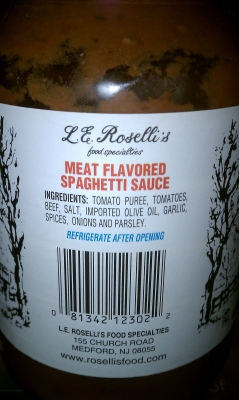 L.E. Roselli's
food specialties
MEAT FLAVORED
SPAGHETTI SAUCE
INGREDIENTS: TOMATO PUREE, TOMATOES,
BEEF, SALT, IMPORTED OLIVE OIL, GARLIC,
SPICES, ONIONS AND PARSLEY.
REFRIGERATE AFTER OPENING
0 81342 12302 2
L.E. ROSELLI'S FOOD SPECIALTIES
155 CHURCH ROAD
MEDFORD, NJ 08055
www.rosellisfood.com